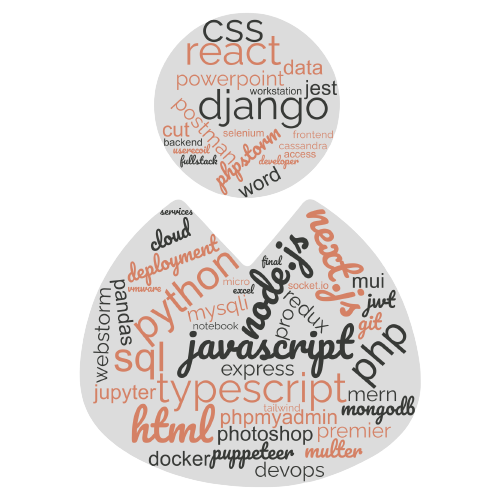 css
react
data
powerpoint
workstation
jest
django
postman
cut
selenium
frontend
backend
phpstorm
cassandra
userecoil
access
fullstack
developer
word
services
cloud
next.js
node.js
deployment
final
python
micro
socket.io
mui
vmware
excel
jwt
pandas
webstorm
mysqli
redux
pro
git
notebook
javascript
php
sql
express
jupyter
typescript
mern
tailwind
mongodb
html
phpmyadmin
photoshop
premier
docker
puppeteer
multer
devops